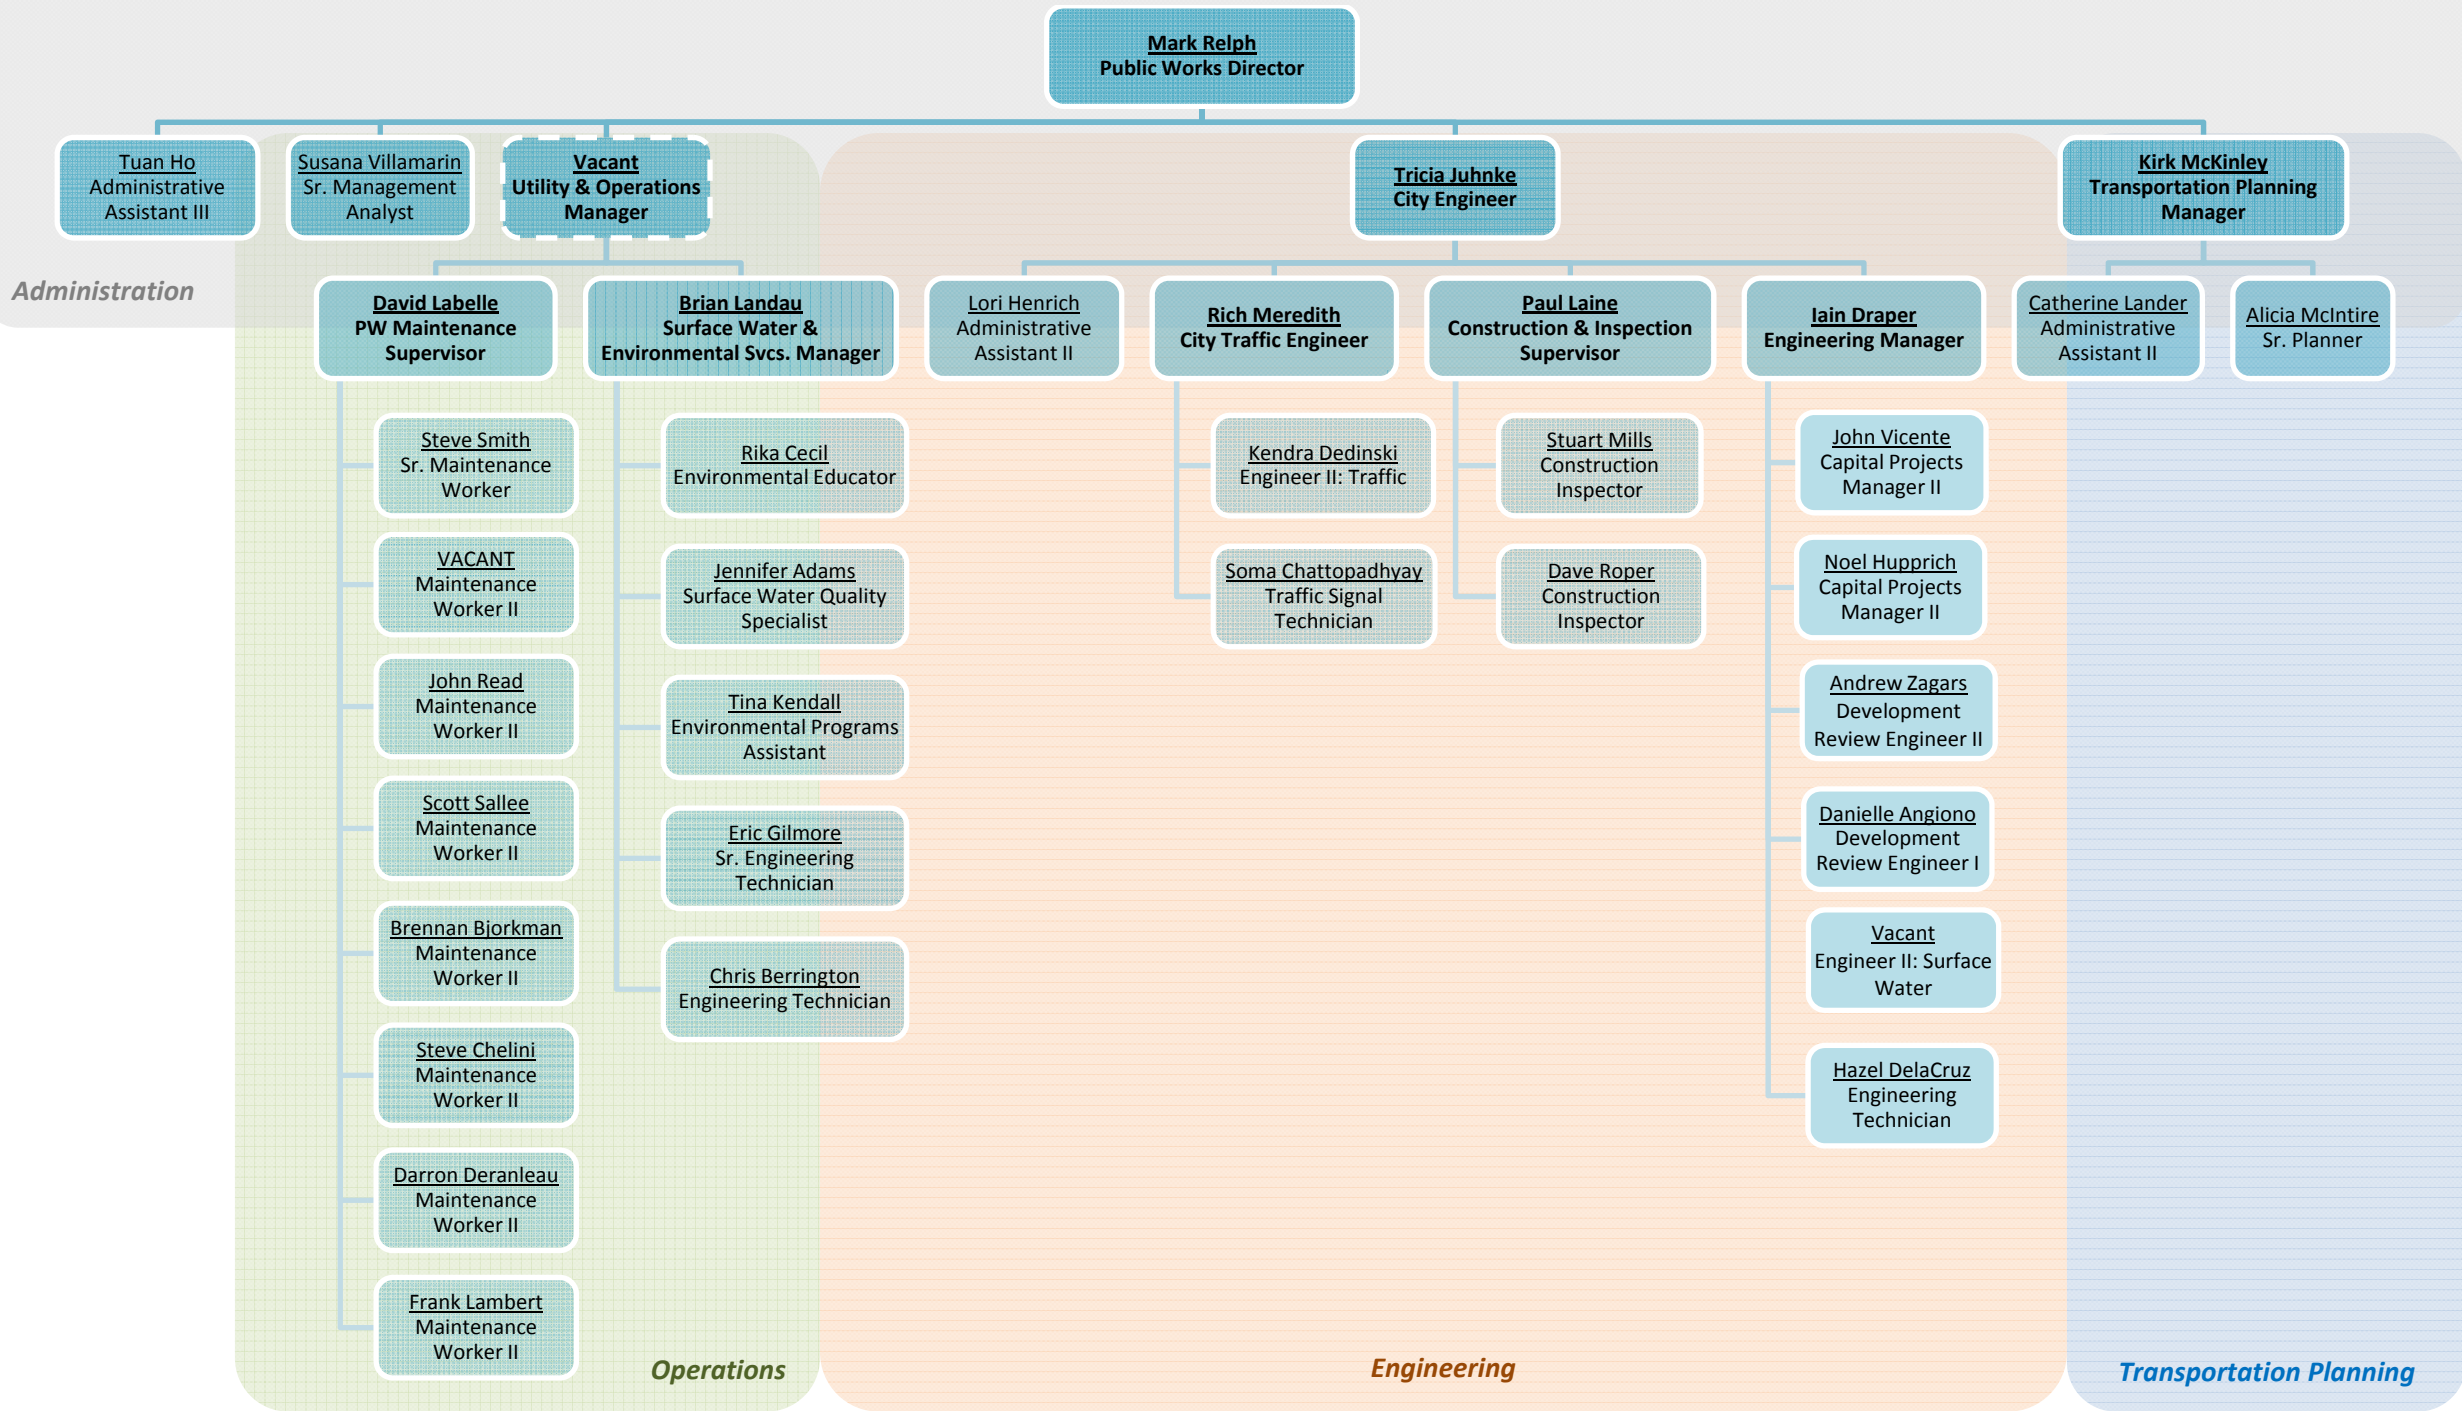 Mark Relph
Public Works Director
Tuan Ho
Administrative
Assistant III
Susana Villamarin
Sr. Management
Analyst
Vacant
Utility & Operations
Manager
Tricia Juhnke
City Engineer
Kirk McKinley
Transportation Planning
Manager
Administration
David Labelle
PW Maintenance
Supervisor
Brian Landau
Surface Water &
Environmental Svcs. Manager
Lori Henrich
Administrative
Assistant II
Rich Meredith
City Traffic Engineer
Paul Laine
Construction & Inspection
Supervisor
Iain Draper
Engineering Manager
Catherine Lander
Administrative
Assistant II
Alicia McIntire
Sr. Planner
Steve Smith
Sr. Maintenance
Worker
VACANT
Maintenance
Worker II
John Read
Maintenance
Worker II
Scott Sallee
Maintenance
Worker II
Brennan Bjorkman
Maintenance
Worker II
Steve Chelini
Maintenance
Worker II
Darron Deranleau
Maintenance
Worker II
Frank Lambert
Maintenance
Worker II
Rika Cecil
Environmental Educator
Jennifer Adams
Surface Water Quality
Specialist
Tina Kendall
Environmental Programs
Assistant
Eric Gilmore
Sr. Engineering
Technician
Chris Berrington
Engineering Technician
Kendra Dedinski
Engineer II: Traffic
Soma Chattopadhyay
Traffic Signal
Technician
Stuart Mills
Construction
Inspector
Dave Roper
Construction
Inspector
John Vicente
Capital Projects
Manager II
Noel Hupprich
Capital Projects
Manager II
Andrew Zagars
Development
Review Engineer II
Danielle Angiono
Development
Review Engineer I
Vacant
Engineer II: Surface
Water
Hazel DelaCruz
Engineering
Technician
Operations
Engineering
Transportation Planning